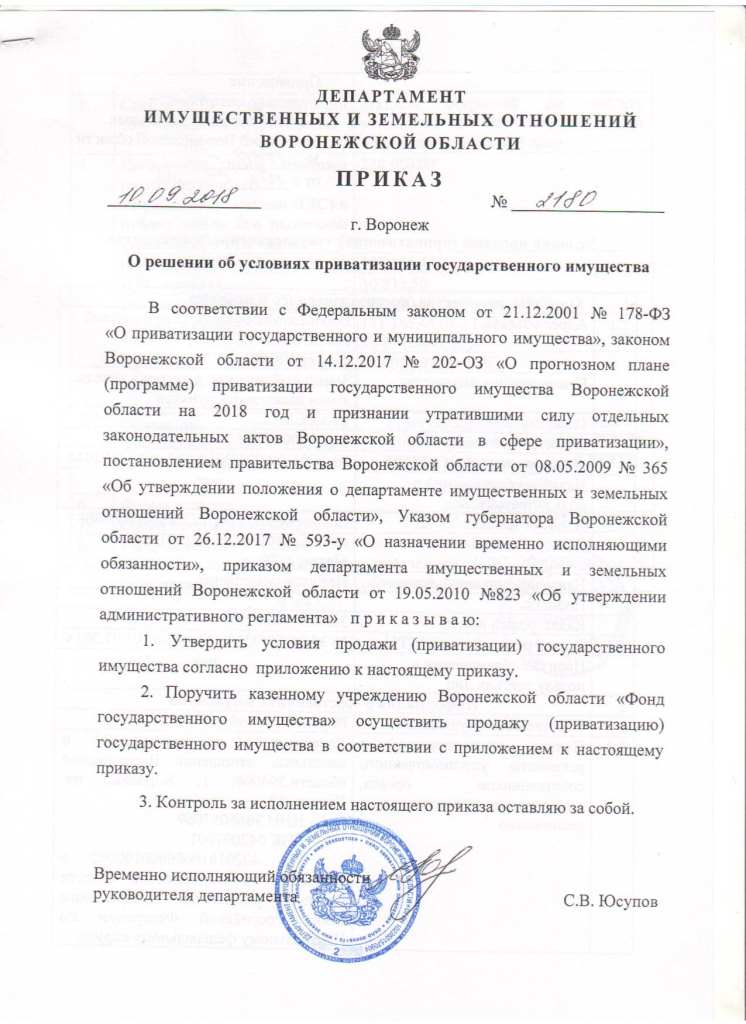 ДЕПАРТАМЕНТ
ИМУЩЕСТВЕННЫХ И ЗЕМЕЛЬНЫХ ОТНОШЕНИЙ
ВОРОНЕЖСКОЙ ОБЛАСТИ
ПРИКАЗ
10.09.2018 № 2180
г. Воронеж
О решении об условиях приватизации государственного имущества
В соответствии с Федеральным законом от 21.12.2001 № 178-ФЗ
«О приватизации государственного и муниципального имущества», законом
Воронежской области от 14.12.2017 № 202-ОЗ «О прогнозном плане
(программе) приватизации государственного имущества Воронежской
области на 2018 год и признании утратившими силу отдельных
законодательных актов Воронежской области в сфере приватизации»,
постановлением правительства Воронежской области от 08.05.2009 № 365
«Об утверждении положения о департаменте имущественных и земельных
отношений Воронежской области», Указом губернатора Воронежской
области от 26.12.2017 № 593-у «О назначении временно исполняющими
обязанности», приказом департамента имущественных и земельных
отношений Воронежской области от 19.05.2010 №823 «Об утверждении
административного регламента» п р и к а з ы в а ю:
1. Утвердить условия продажи (приватизации) государственного
имущества согласно приложению к настоящему приказу.
2. Поручить казенному учреждению Воронежской области «Фонд
государственного имущества» осуществить продажу (приватизацию)
государственного имущества в соответствии с приложением к настоящему
приказу.
3. Контроль за исполнением настоящего приказа оставляю за собой.
Временно исполняющий обязанности
руководителя департамента С.В. Юсупов
2